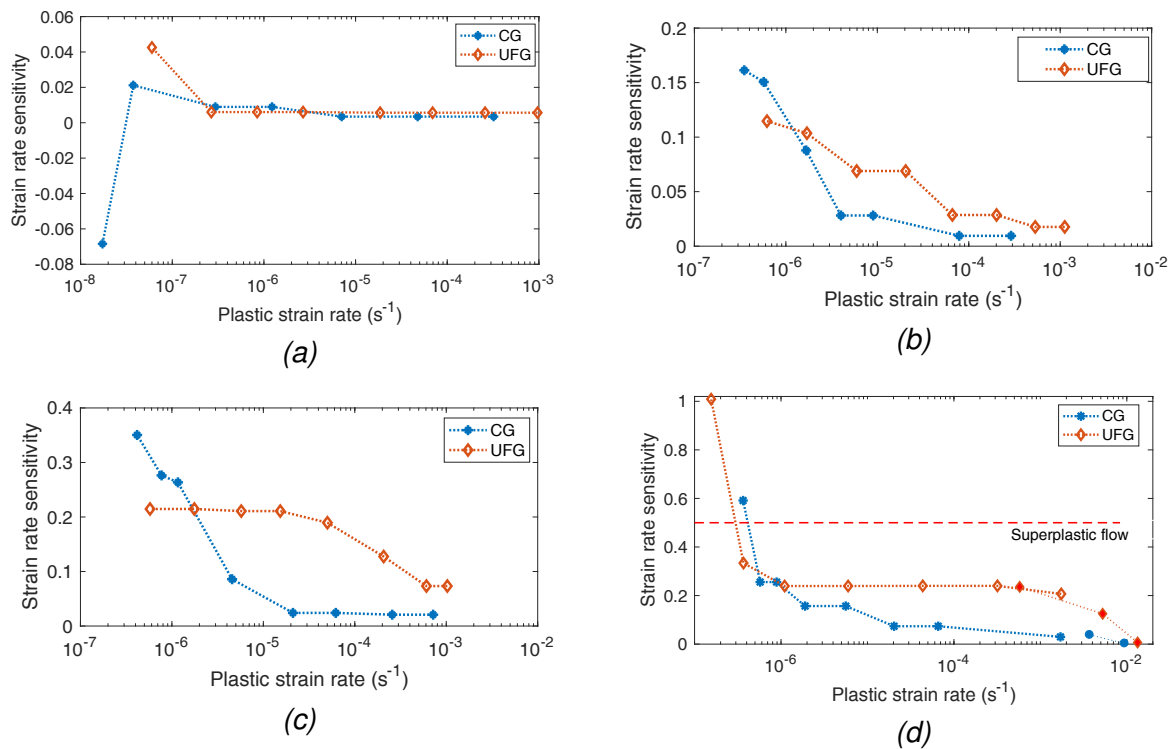 0.06
0.04
0.02
0
-0.02
-0.04
-0.06
-0.08
Strain rate sensitivity
CG
UFG
10-8
10-7
10-6
10-5
10-4
10-3
Plastic strain rate (s-1)
(a)
0.2
0.15
0.1
0.05
0
Strain rate sensitivity
CG
UFG
10-7
10-6
10-5
10-4
10-3
10-2
Plastic strain rate (s-1)
(b)
0.4
0.3
0.2
0.1
0
Strain rate sensitivity
CG
UFG
10-7
10-6
10-5
10-4
10-3
10-2
Plastic strain rate (s-1)
(c)
1
0.8
0.6
0.4
0.2
0
Strain rate sensitivity
CG
UFG
Superplastic flow
10-6
10-4
10-2
Plastic strain rate (s-1)
(d)